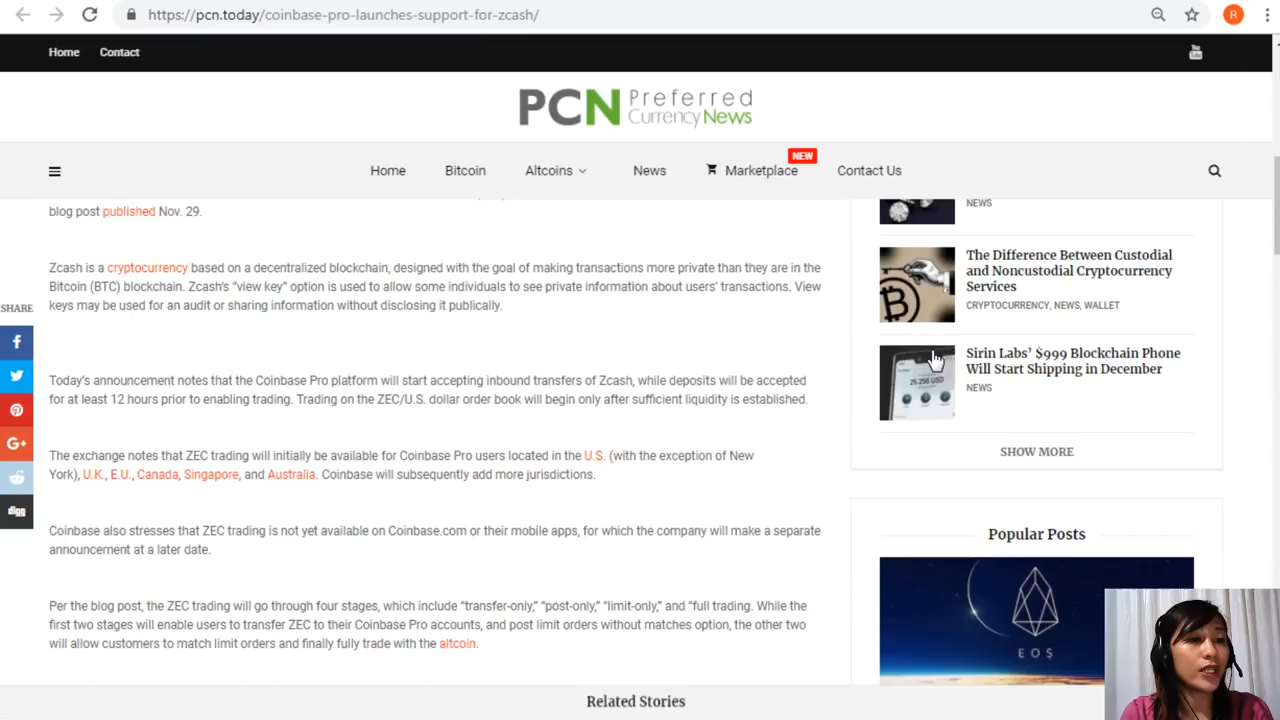 https://pcn.today/coinbase-pro-launches-support-for-zcash/
R
Home Contact
You Tube
PCN Preferred
Currency News
Home Bitcoin Altcoins News Marketplace NEW Contact Us
blog post published Nov. 29.
Zcash is a cryptocurrency based on a decentralized blockchain, designed with the goal of making transactions more private than they are in the
Bitcoin (BTC) blockchain. Zcash's “view key” option is used to allow some individuals to see private information about users' transactions. View
keys may be used for an audit or sharing information without disclosing it publically.
Today's announcement notes that the Coinbase Pro platform will start accepting inbound transfers of Zcash, while deposits will be accepted
for at least 12 hours prior to enabling trading. Trading on the ZEC/U.S. dollar order book will begin only after sufficient liquidity is established.
The exchange notes that ZEC trading will initially be available for Coinbase Pro users located in the U.S. (with the exception of New
York), U.K., E.U., Canada, Singapore, and Australia. Coinbase will subsequently add more jurisdictions.
Coinbase also stresses that ZEC trading is not yet available on Coinbase.com or their mobile apps, for which the company will make a separate
announcement at a later date.
Per the blog post, the ZEC trading will go through four stages, which include “transfer-only,” “post-only,” “limit-only,” and “full trading. While the
first two stages will enable users to transfer ZEC to their Coinbase Pro accounts, and post limit orders without matches option, the other two
will allow customers to match limit orders and finally fully trade with the altcoin.
SHARE
f
G+
digg
NEWS
The Difference Between Custodial
and Noncustodial Cryptocurrency
Services
CRYPTOCURRENCY, NEWS, WALLET
25.256 USD
Sirin Labs' $999 Blockchain Phone
Will Start Shipping in December
NEWS
SHOW MORE
Popular Posts
EOS
Related Stories